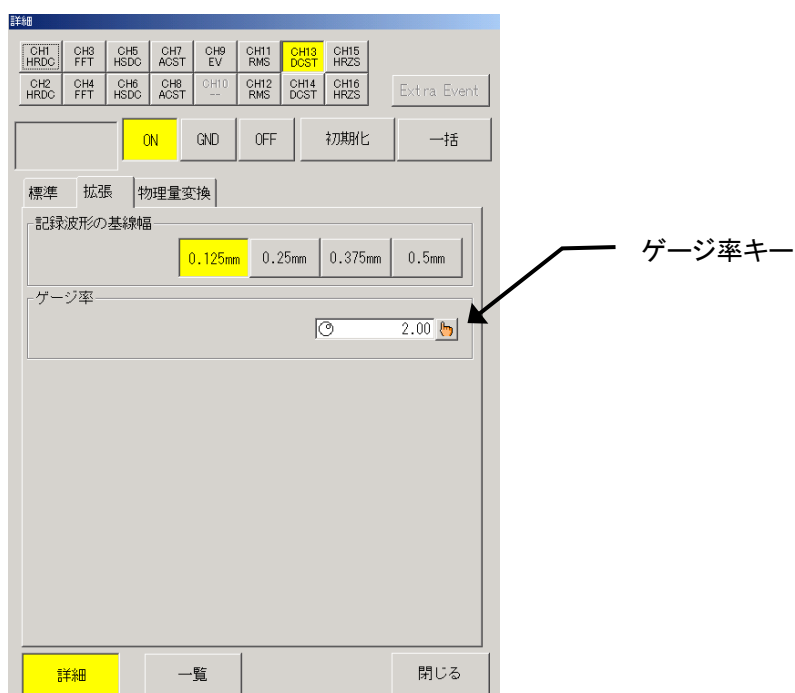 詳細
CH1 CH3 CH5 CH7 CH9 CH11 CH13 CH15
HRDC FFT HSDC ACST EV RMS DCST HRZS
CH2 CH4 CH6 CH8 CH10 CH12 CH14 CH16
HRDC FFT HSDC ACST -- RMS DCST HRZS
Extra Event
ON GND OFF 初期化 一括
標準 拡張 物理量変換
記録波形の基線幅
0.125mm 0.25mm 0.375mm 0.5mm
ゲージ率キー
ゲージ率
2.00
詳細 一覧 閉じる